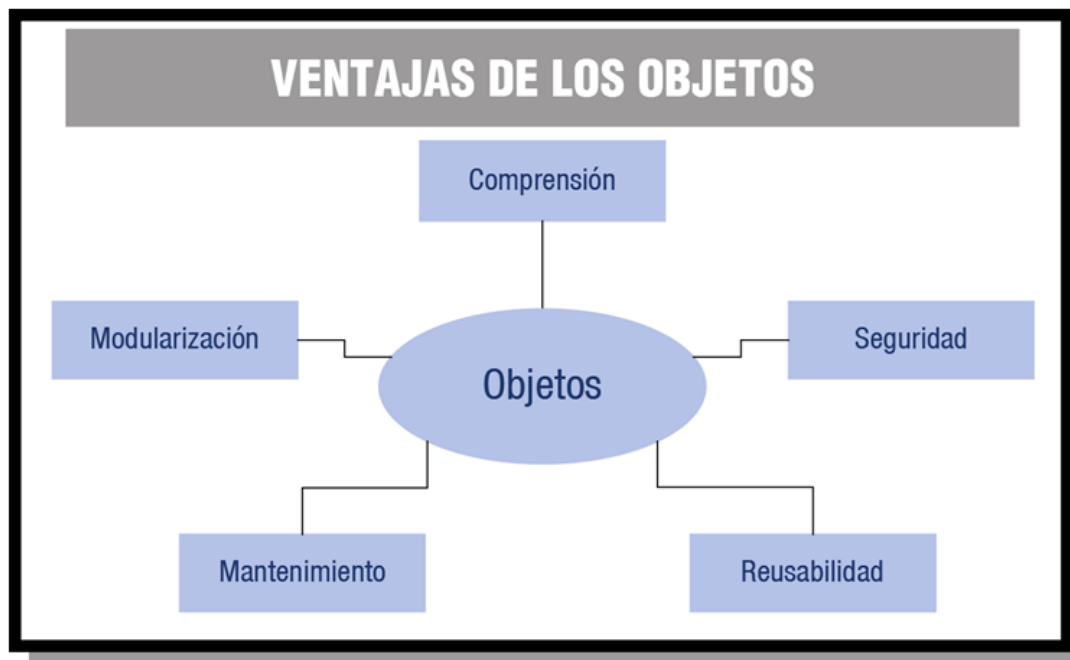 VENTAJAS DE LOS OBJETOS
Comprensión
Modularización
Seguridad
Objetos
Mantenimiento
Reusabilidad